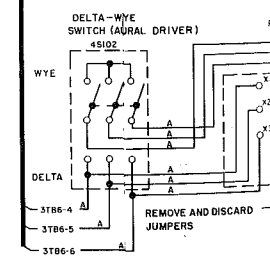 DELTA-WYE
SWITCH (AURAL DRIVER)
4S102
WYE
A
A
A
DELTA
A
A
A
3TB6-4
A
3TB6-5
A
3TB6-6
A
REMOVE AND DISCARD
JUMPERS